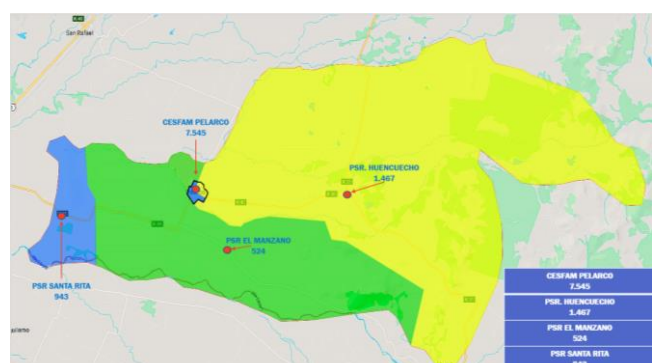 San Rafael
CESFAM PELARCO
7.545
PSR. HUENCUECHO
1.467
PSR EL MANZANO
524
PSR SANTA RITA
943
CESFAM PELARCO
7.545
PSR. HUENCUECHO
1.467
PSR EL MANZANO
524
PSR SANTA RITA